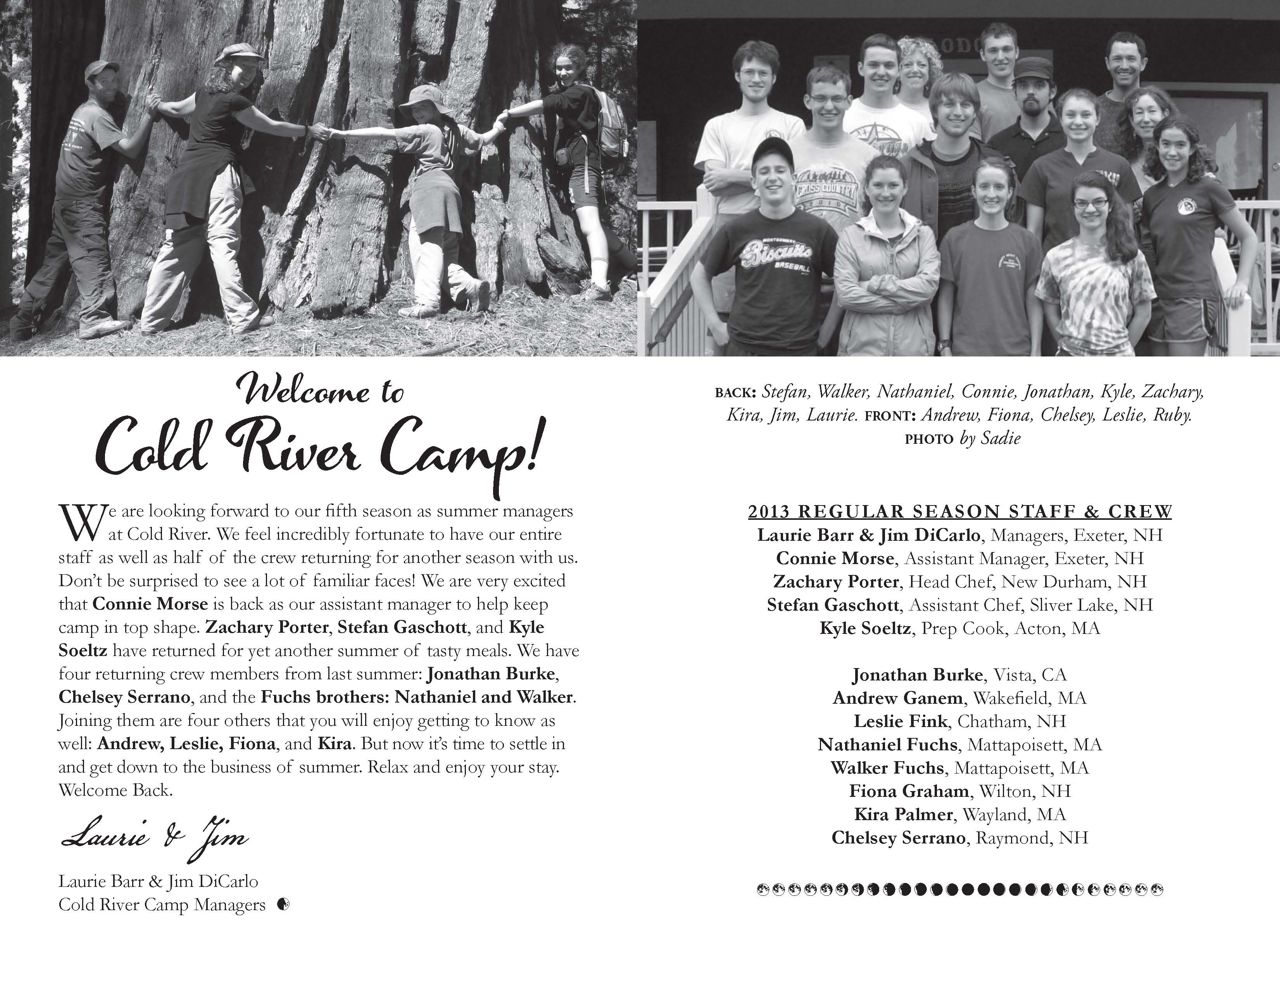 ODO
MONTGOMERY
Biscuits
BASEBALL
CROSS COUNTRY
Welcome to
Cold River Camp!
We are looking forward to our fifth season as summer managers
at Cold River. We feel incredibly fortunate to have our entire
staff as well as half of the crew returning for another season with us.
Don't be surprised to see a lot of familiar faces! We are very excited
that Connie Morse is back as our assistant manager to help keep
camp in top shape. Zachary Porter, Stefan Gaschott, and Kyle
Soeltz have returned for yet another summer of tasty meals. We have
four returning crew members from last summer: Jonathan Burke,
Chelsey Serrano, and the Fuchs brothers: Nathaniel and Walker.
Joining them are four others that you will enjoy getting to know as
well: Andrew, Leslie, Fiona, and Kira. But now it's time to settle in
and get down to the business of summer. Relax and enjoy your stay.
Welcome Back.
Laurie & Jim
Laurie Barr & Jim DiCarlo
Cold River Camp Managers
BACK: Stefan, Walker, Nathaniel, Connie, Jonathan, Kyle, Zachary,
Kira, Jim, Laurie. FRONT: Andrew, Fiona, Chelsey, Leslie, Ruby.
PHOTO by Sadie
2013 REGULAR SEASON STAFF & CREW
Laurie Barr & Jim DiCarlo, Managers, Exeter, NH
Connie Morse, Assistant Manager, Exeter, NH
Zachary Porter, Head Chef, New Durham, NH
Stefan Gaschott, Assistant Chef, Sliver Lake, NH
Kyle Soeltz, Prep Cook, Acton, MA
Jonathan Burke, Vista, CA
Andrew Ganem, Wakefield, MA
Leslie Fink, Chatham, NH
Nathaniel Fuchs, Mattapoisett, MA
Walker Fuchs, Mattapoisett, MA
Fiona Graham, Wilton, NH
Kira Palmer, Wayland, MA
Chelsey Serrano, Raymond, NH